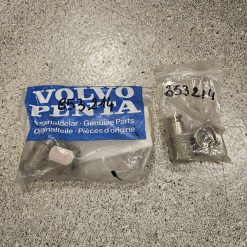 VOLVO
PENTA
853214
Originaldelar · Genuine Parts
Originalteile · Pièces d'origine
853214